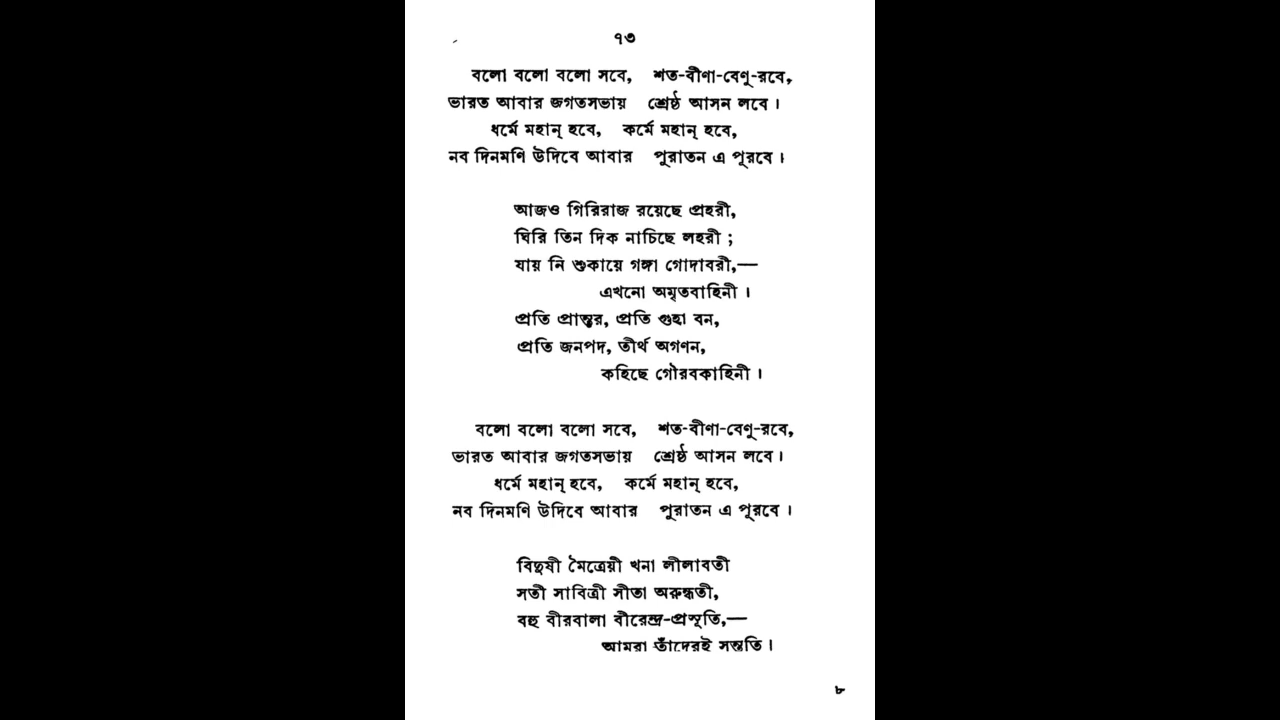 ৭৩
বলো বলো বলো সবে, শত-বীণা-বেণু-রবে,
ভারত আবার জগতসভায় শ্রেষ্ঠ আসন লবে।
ধর্মে মহান্ হবে, কর্মে মহান্ হবে,
নব দিনমণি উদিবে আবার পুরাতন এ পূরবে।
আজও গিরিরাজ রয়েছে প্রহরী,
ঘিরি তিন দিক নাচিছে লহরী ;
যায় নি শুকায়ে গঙ্গা গোদাবরী,—
এখনো অমৃতবাহিনী।
প্রতি প্রান্তর, প্রতি গুহা বন,
প্রতি জনপদ, তীর্থ অগণন,
কহিছে গৌরবকাহিনী।
বলো বলো বলো সবে, শত-বীণা-বেণু-রবে,
ভারত আবার জগতসভায় শ্রেষ্ঠ আসন লবে।
ধর্মে মহান্ হবে, কর্মে মহান্ হবে,
নব দিনমণি উদিবে আবার পুরাতন এ পূরবে।
বিদুষী মৈত্রেয়ী খনা লীলাবতী
সতী সাবিত্রী সীতা অরুন্ধতী,
বহু বীরবালা বীরেন্দ্র-প্রসূতি,—
আমরা তাঁদেরই সন্ততি।
৮